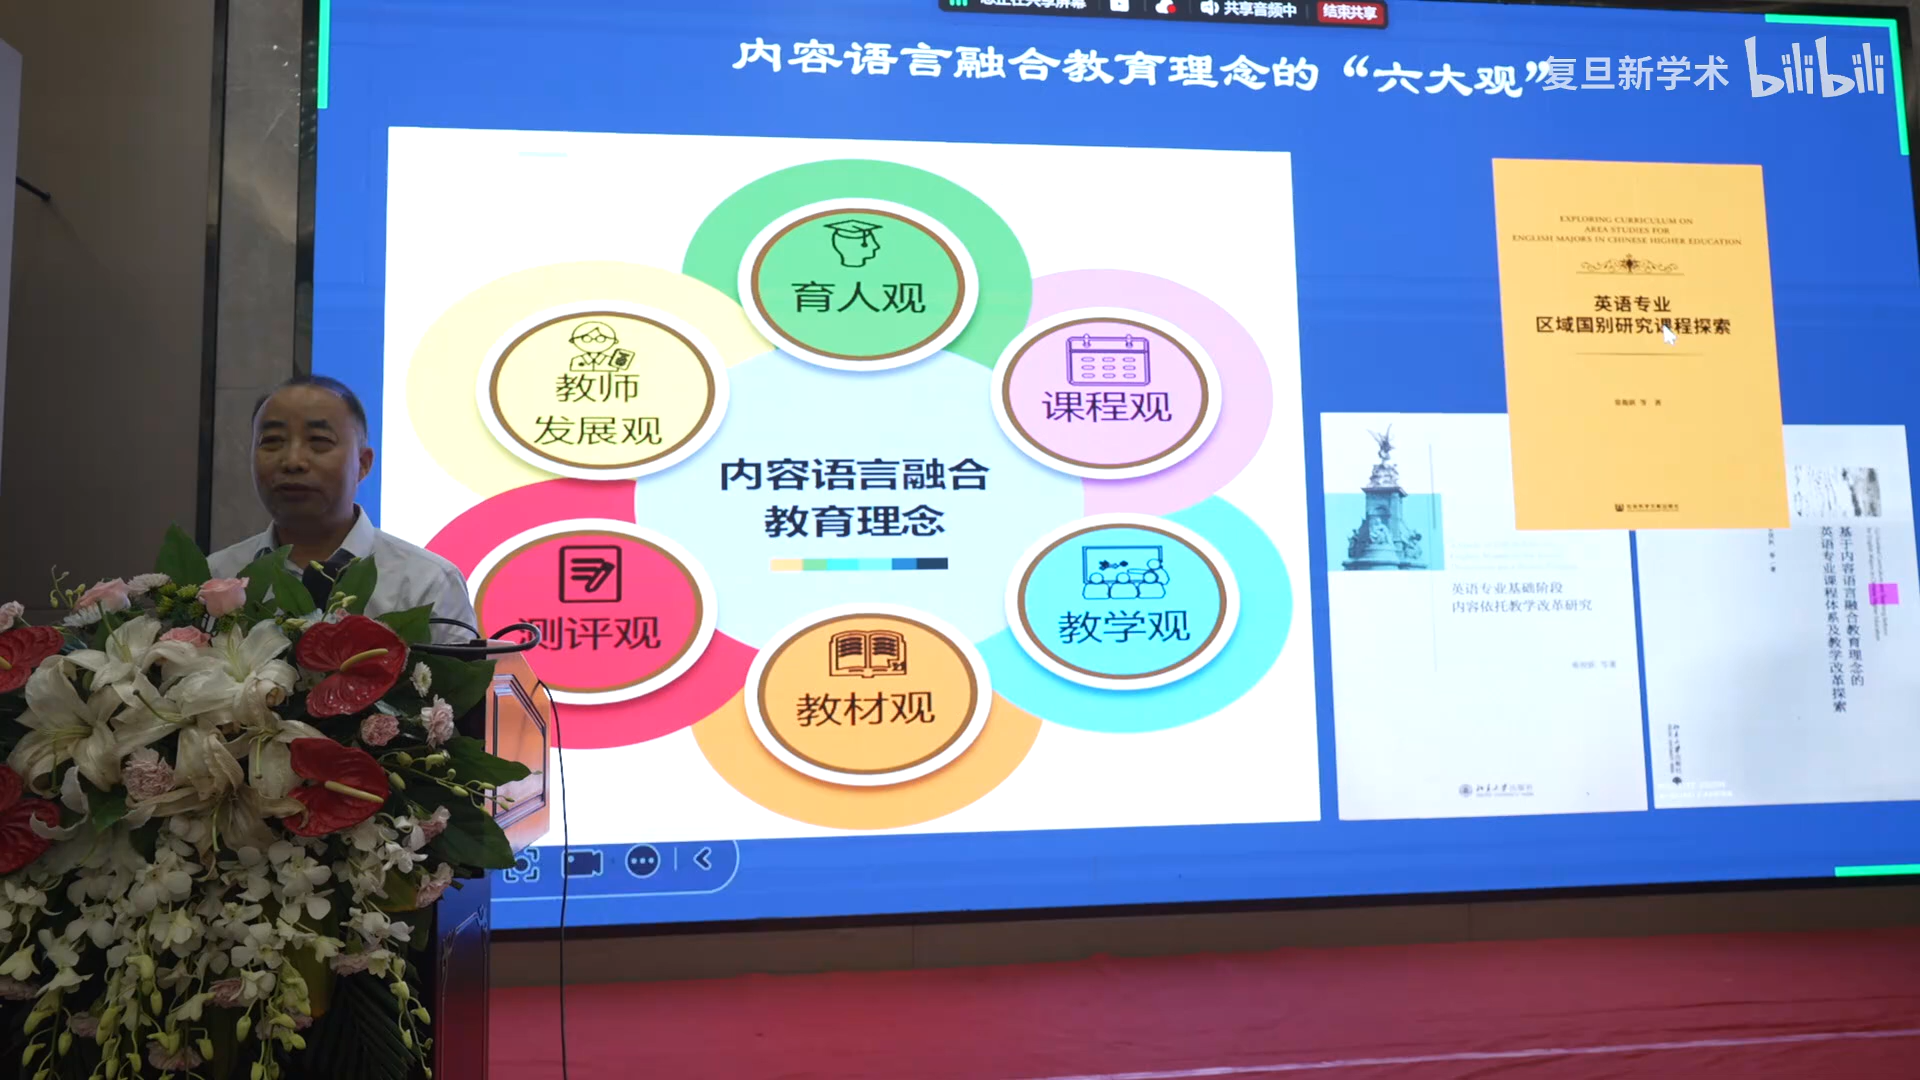 共享音频中
结束共享
内容语言融合教育理念的“六大观”
复旦新学术
bilibili
育人观
教师
发展观
课程观
内容语言融合
教育理念
测评观
教学观
教材观
EXPLORING CURRICULUM ON
AREA STUDIES FOR
ENGLISH MAJORS IN CHINESE HIGHER EDUCATION
英语专业
区域国别研究课程探索
英语专业基础阶段
内容依托教学改革研究
基于内容语言融合教育理念的
英语专业课程体系及教学改革探索